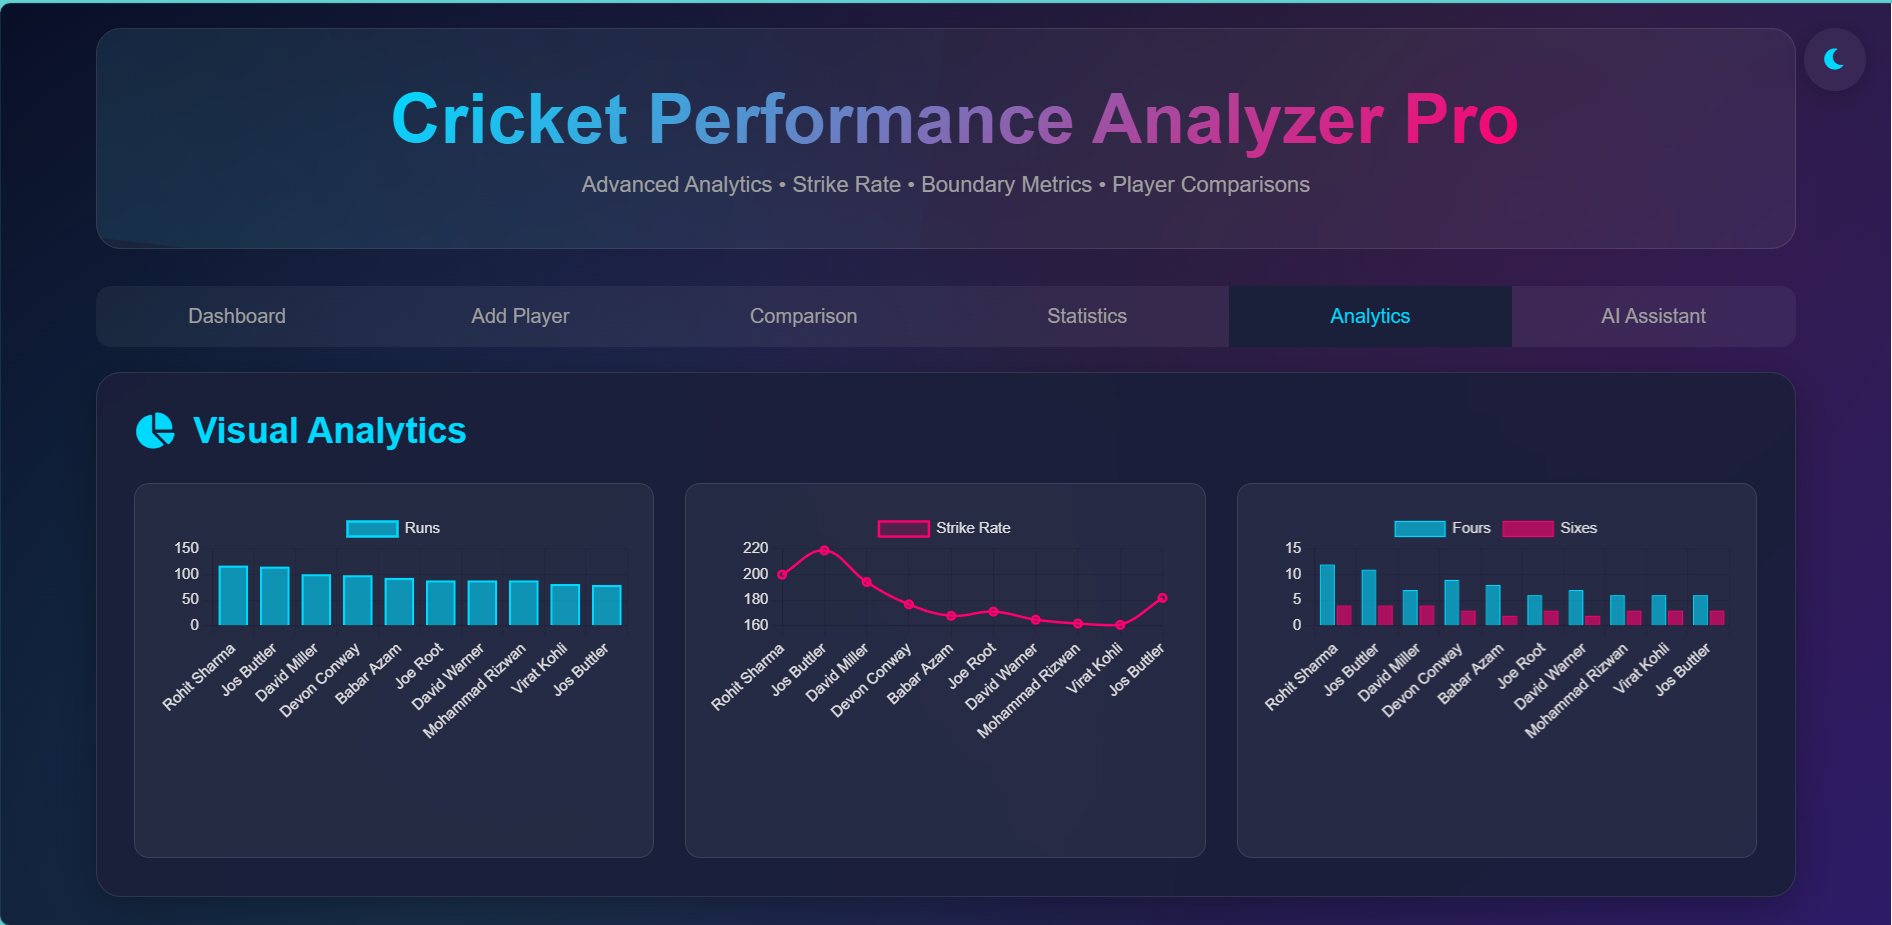 Cricket Performance Analyzer Pro
Advanced Analytics • Strike Rate • Boundary Metrics • Player Comparisons
Dashboard
Add Player
Comparison
Statistics
Analytics
AI Assistant
Visual Analytics
Runs
150
100
50
0
Rohit Sharma
Jos Buttler
David Miller
Devon Conway
Babar Azam
Joe Root
David Warner
Mohammad Rizwan
Virat Kohli
Jos Buttler
Strike Rate
220
200
180
160
Rohit Sharma
Jos Buttler
David Miller
Devon Conway
Babar Azam
Joe Root
David Warner
Mohammad Rizwan
Virat Kohli
Jos Buttler
Fours
Sixes
15
10
5
0
Rohit Sharma
Jos Buttler
David Miller
Devon Conway
Babar Azam
Joe Root
David Warner
Mohammad Rizwan
Virat Kohli
Jos Buttler